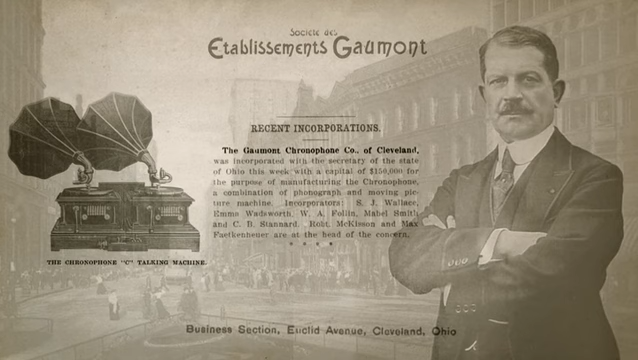 Société des
Etablissements Gaumont
RECENT INCORPORATIONS.
The Gaumont Chronophone Co., of Cleveland,
was incorporated with the secretary of the state
of Ohio this week with a capital of $150,000 for
the purpose of manufacturing the Chronophone,
a combination of phonograph and moving pic-
ture machine. Incorporators: S. J. Wallace,
Emma Wadsworth, W. A. Follin, Mabel Smith
and C. B. Stannard. Robt. McKisson and Max
Faetkenheuer are at the head of the concern.
THE CHRONOPHONE "C" TALKING MACHINE.
Business Section, Euclid Avenue, Cleveland, Ohio